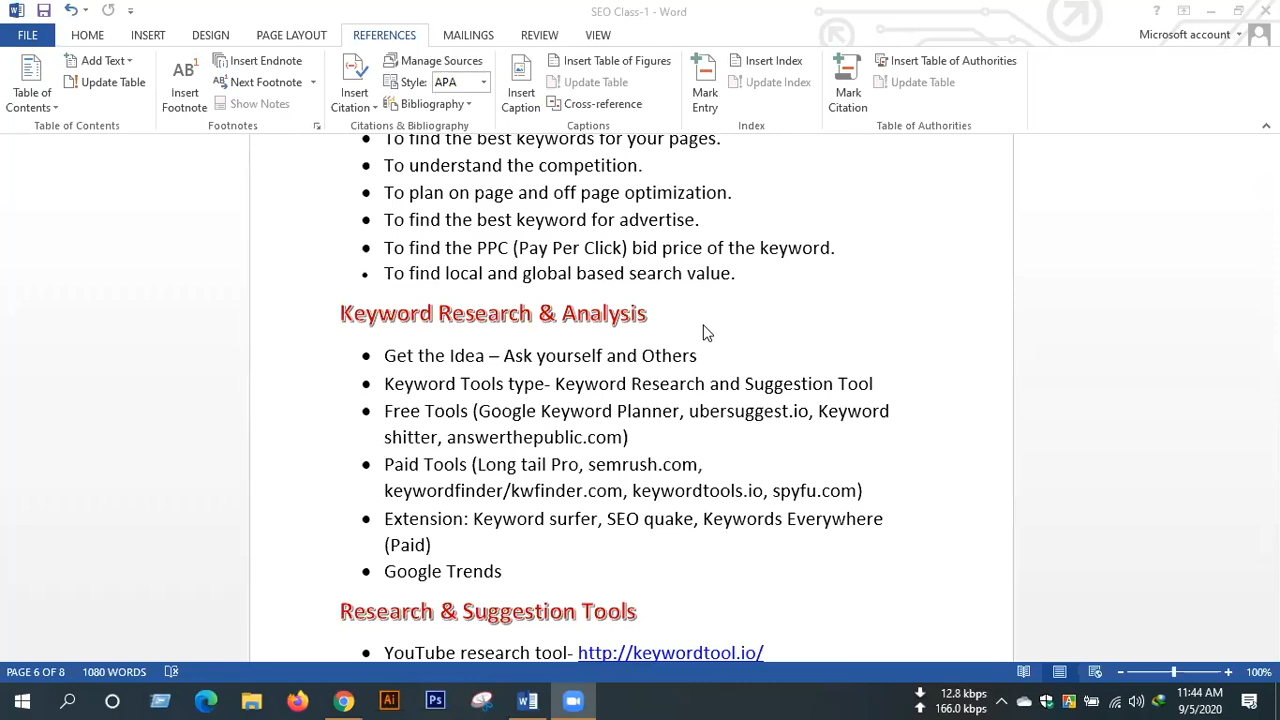 SEO Class-1 - Word
FILE HOME INSERT DESIGN PAGE LAYOUT REFERENCES MAILINGS REVIEW VIEW Microsoft account
Table of Contents
Add Text
Update Table
Table of Contents
AB1 Insert Footnote
Insert Endnote
Next Footnote
Show Notes
Footnotes
Insert Citation
Manage Sources
Style: APA
Bibliography
Citations & Bibliography
Insert Caption
Insert Table of Figures
Update Table
Cross-reference
Captions
Mark Entry
Insert Index
Update Index
Index
Mark Citation
Insert Table of Authorities
Update Table
Table of Authorities
• To find the best keywords for your pages.
• To understand the competition.
• To plan on page and off page optimization.
• To find the best keyword for advertise.
• To find the PPC (Pay Per Click) bid price of the keyword.
• To find local and global based search value.
Keyword Research & Analysis
• Get the Idea – Ask yourself and Others
• Keyword Tools type- Keyword Research and Suggestion Tool
• Free Tools (Google Keyword Planner, ubersuggest.io, Keyword
shitter, answerthepublic.com)
• Paid Tools (Long tail Pro, semrush.com,
keywordfinder/kwfinder.com, keywordtools.io, spyfu.com)
• Extension: Keyword surfer, SEO quake, Keywords Everywhere
(Paid)
• Google Trends
Research & Suggestion Tools
• YouTube research tool- http://keywordtool.io/
PAGE 6 OF 8 1080 WORDS 100%
Ai Ps 12.8 kbps 11:44 AM
166.0 kbps 9/5/2020